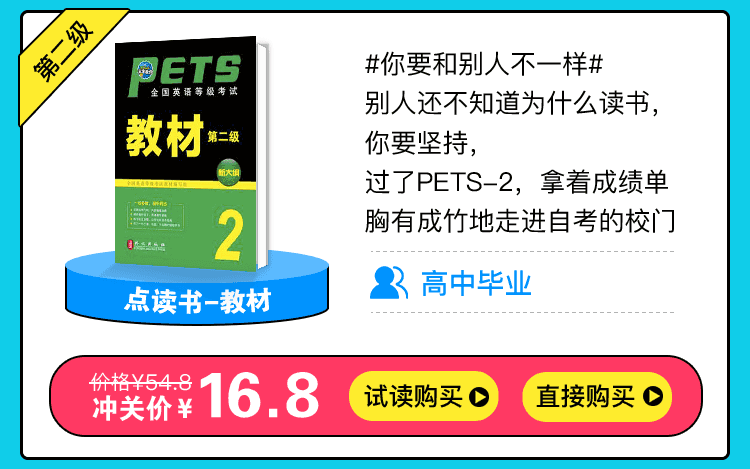 第二级
PETS
全国英语等级考试
教材 第二级
新大纲
2
点读书-教材
#你要和别人不一样#
别人还不知道为什么读书，
你要坚持，
过了PETS-2，拿着成绩单
胸有成竹地走进自考的校门
高中毕业
价格¥54.8
冲关价¥16.8
试读购买
直接购买